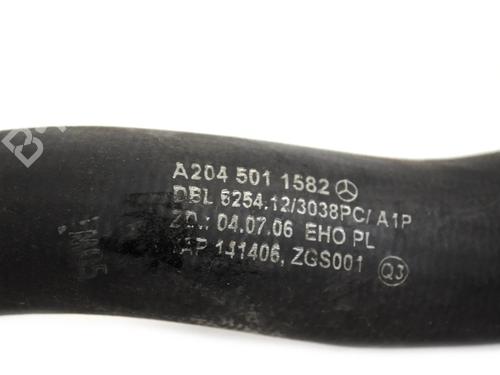 A204 501 1582
DBL 6254.12/3038PC/ A1P
04.07.06 EHO PL
141406, ZGS001 Q3